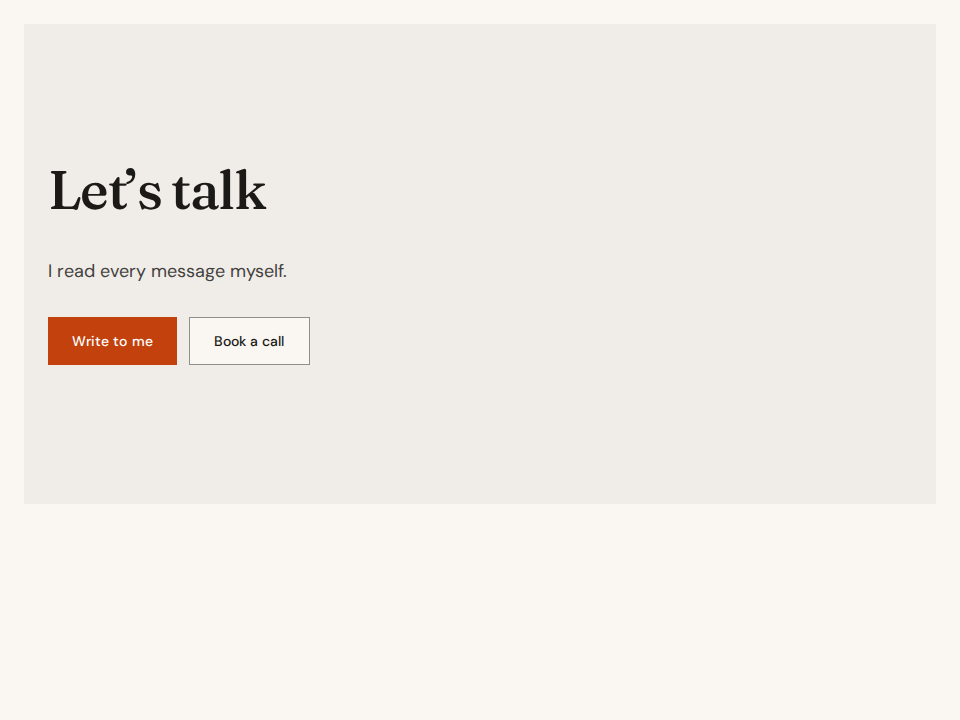 Let’s talk
I read every message myself.
Write to me
Book a call